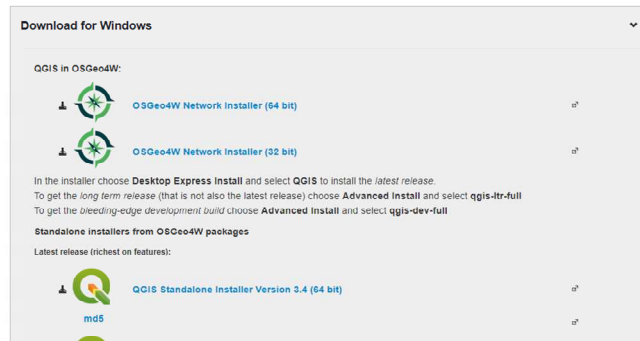 Download for Windows
QGIS in OSGeo4W:
OSGeo4W Network Installer (64 bit)
OSGeo4W Network Installer (32 bit)
In the installer choose Desktop Express Install and select QGIS to install the latest release.
To get the long term release (that is not also the latest release) choose Advanced Install and select qgis-ltr-full
To get the bleeding-edge development build choose Advanced Install and select qgis-dev-full
Standalone installers from OSGeo4W packages
Latest release (richest on features):
QGIS Standalone Installer Version 3.4 (64 bit)
md5